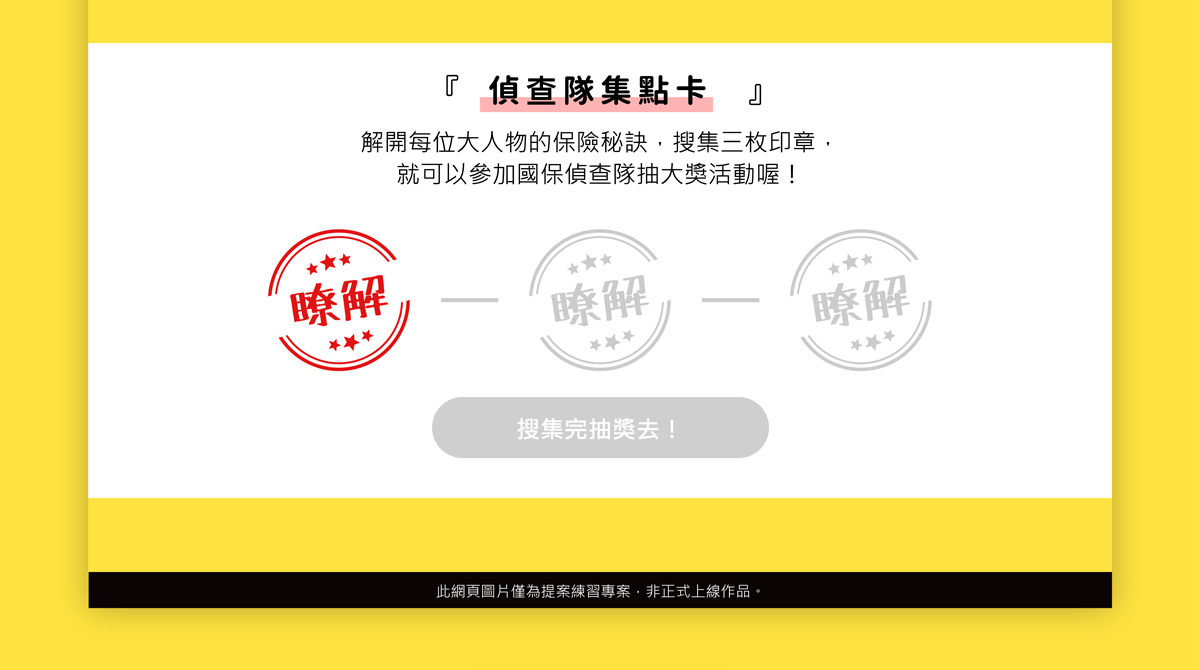 『 偵查隊集點卡 』
解開每位大人物的保險秘訣，搜集三枚印章，
就可以參加國保偵查隊抽大獎活動喔！
瞭解
瞭解
瞭解
搜集完抽獎去！
此網頁圖片僅為提案練習專案，非正式上線作品。